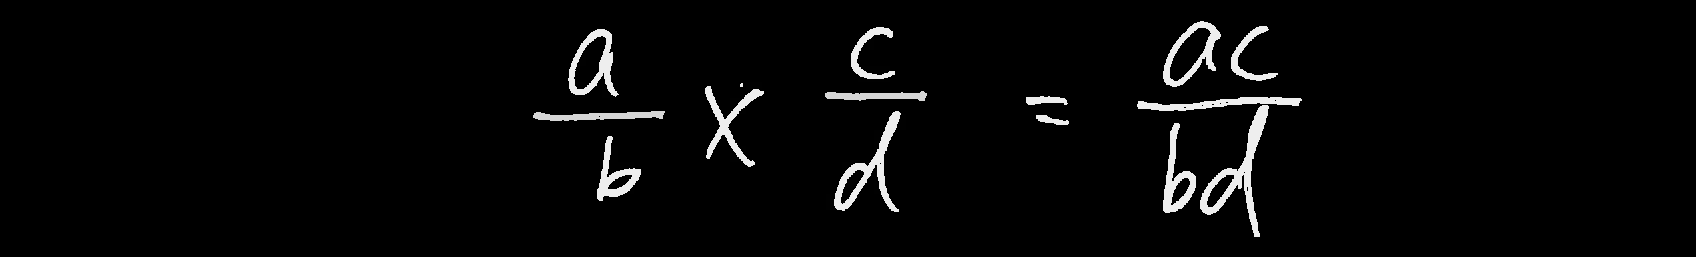 a/b × c/d = ac/bd